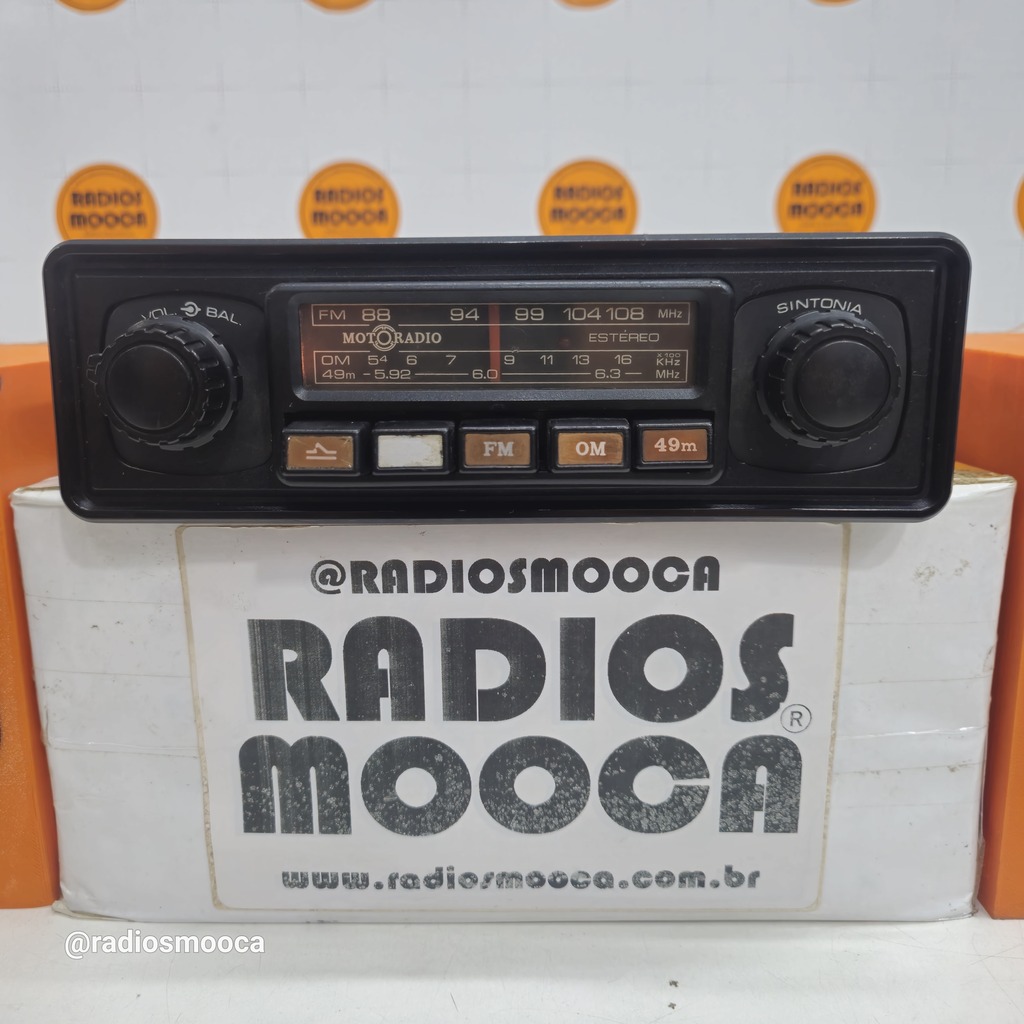 RADIOS
MOOCA
RADIOS
MOOCA
RADIOS
MOOCA
RADIOS
MOOCA
VOL. BAL.
SINTONIA
FM 88 94 99 104 108 MHz
MOTORADIO ESTÉREO
OM 54 6 7 9 11 13 16 x100 KHz
49m - 5.92 6.0 6.3 MHz
FM
OM
49m
@RADIOSMOOCA
RADIOS
MOOCA
®
www.radiosmooca.com.br
@radiosmooca